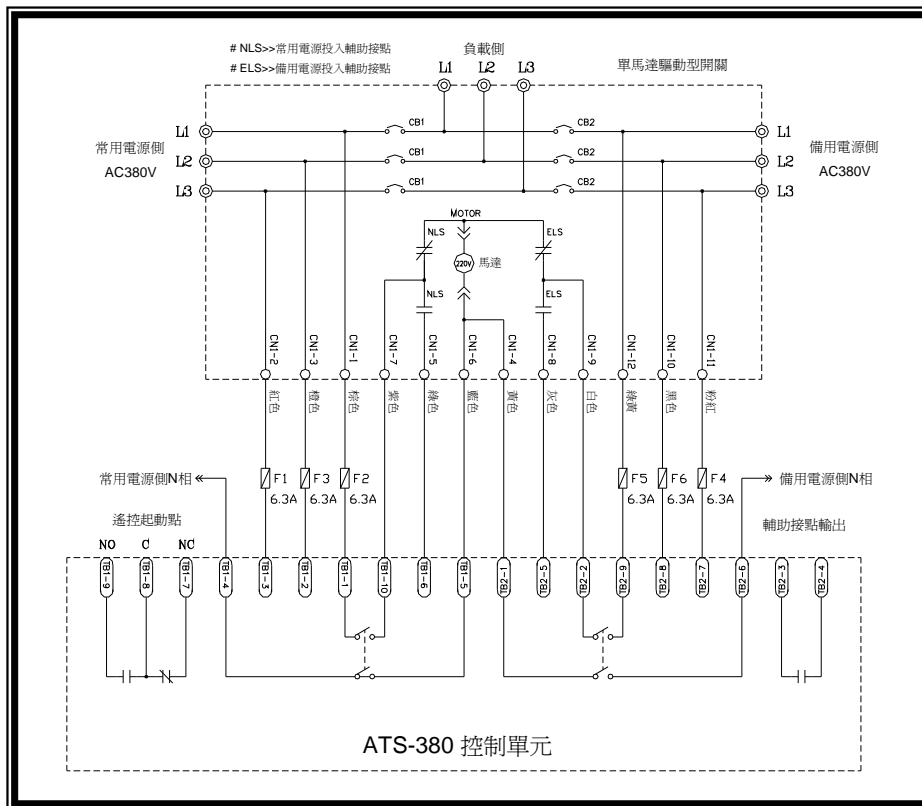 # NLS>>常用電源投入輔助接點
# ELS>>備用電源投入輔助接點
負載側
L1 L2 L3
單馬達驅動型開關
常用電源側
AC380V
L1
L2
L3
CB1
CB1
CB1
CB2
CB2
CB2
L1
L2
L3
備用電源側
AC380V
MOTOR
NLS
ELS
220V
馬達
NLS
ELS
CN1-2
CN1-3
CN1-1
CN1-7
CN1-5
CN1-6
CN1-4
CN1-8
CN1-9
CN1-12
CN1-10
CN1-11
紅色
橙色
棕色
紫色
綠色
藍色
黃色
灰色
白色
綠黃
黑色
粉紅
常用電源側N相
F1
6.3A
F3
6.3A
F2
6.3A
F5
6.3A
F6
6.3A
F4
6.3A
備用電源側N相
遙控起動點
輔助接點輸出
NO C NC
TB1-9
TB1-8
TB1-7
TB1-4
TB1-3
TB1-2
TB1-1
TB1-10
TB1-6
TB1-5
TB2-1
TB2-5
TB2-2
TB2-9
TB2-8
TB2-7
TB2-6
TB2-3
TB2-4
ATS-380 控制單元